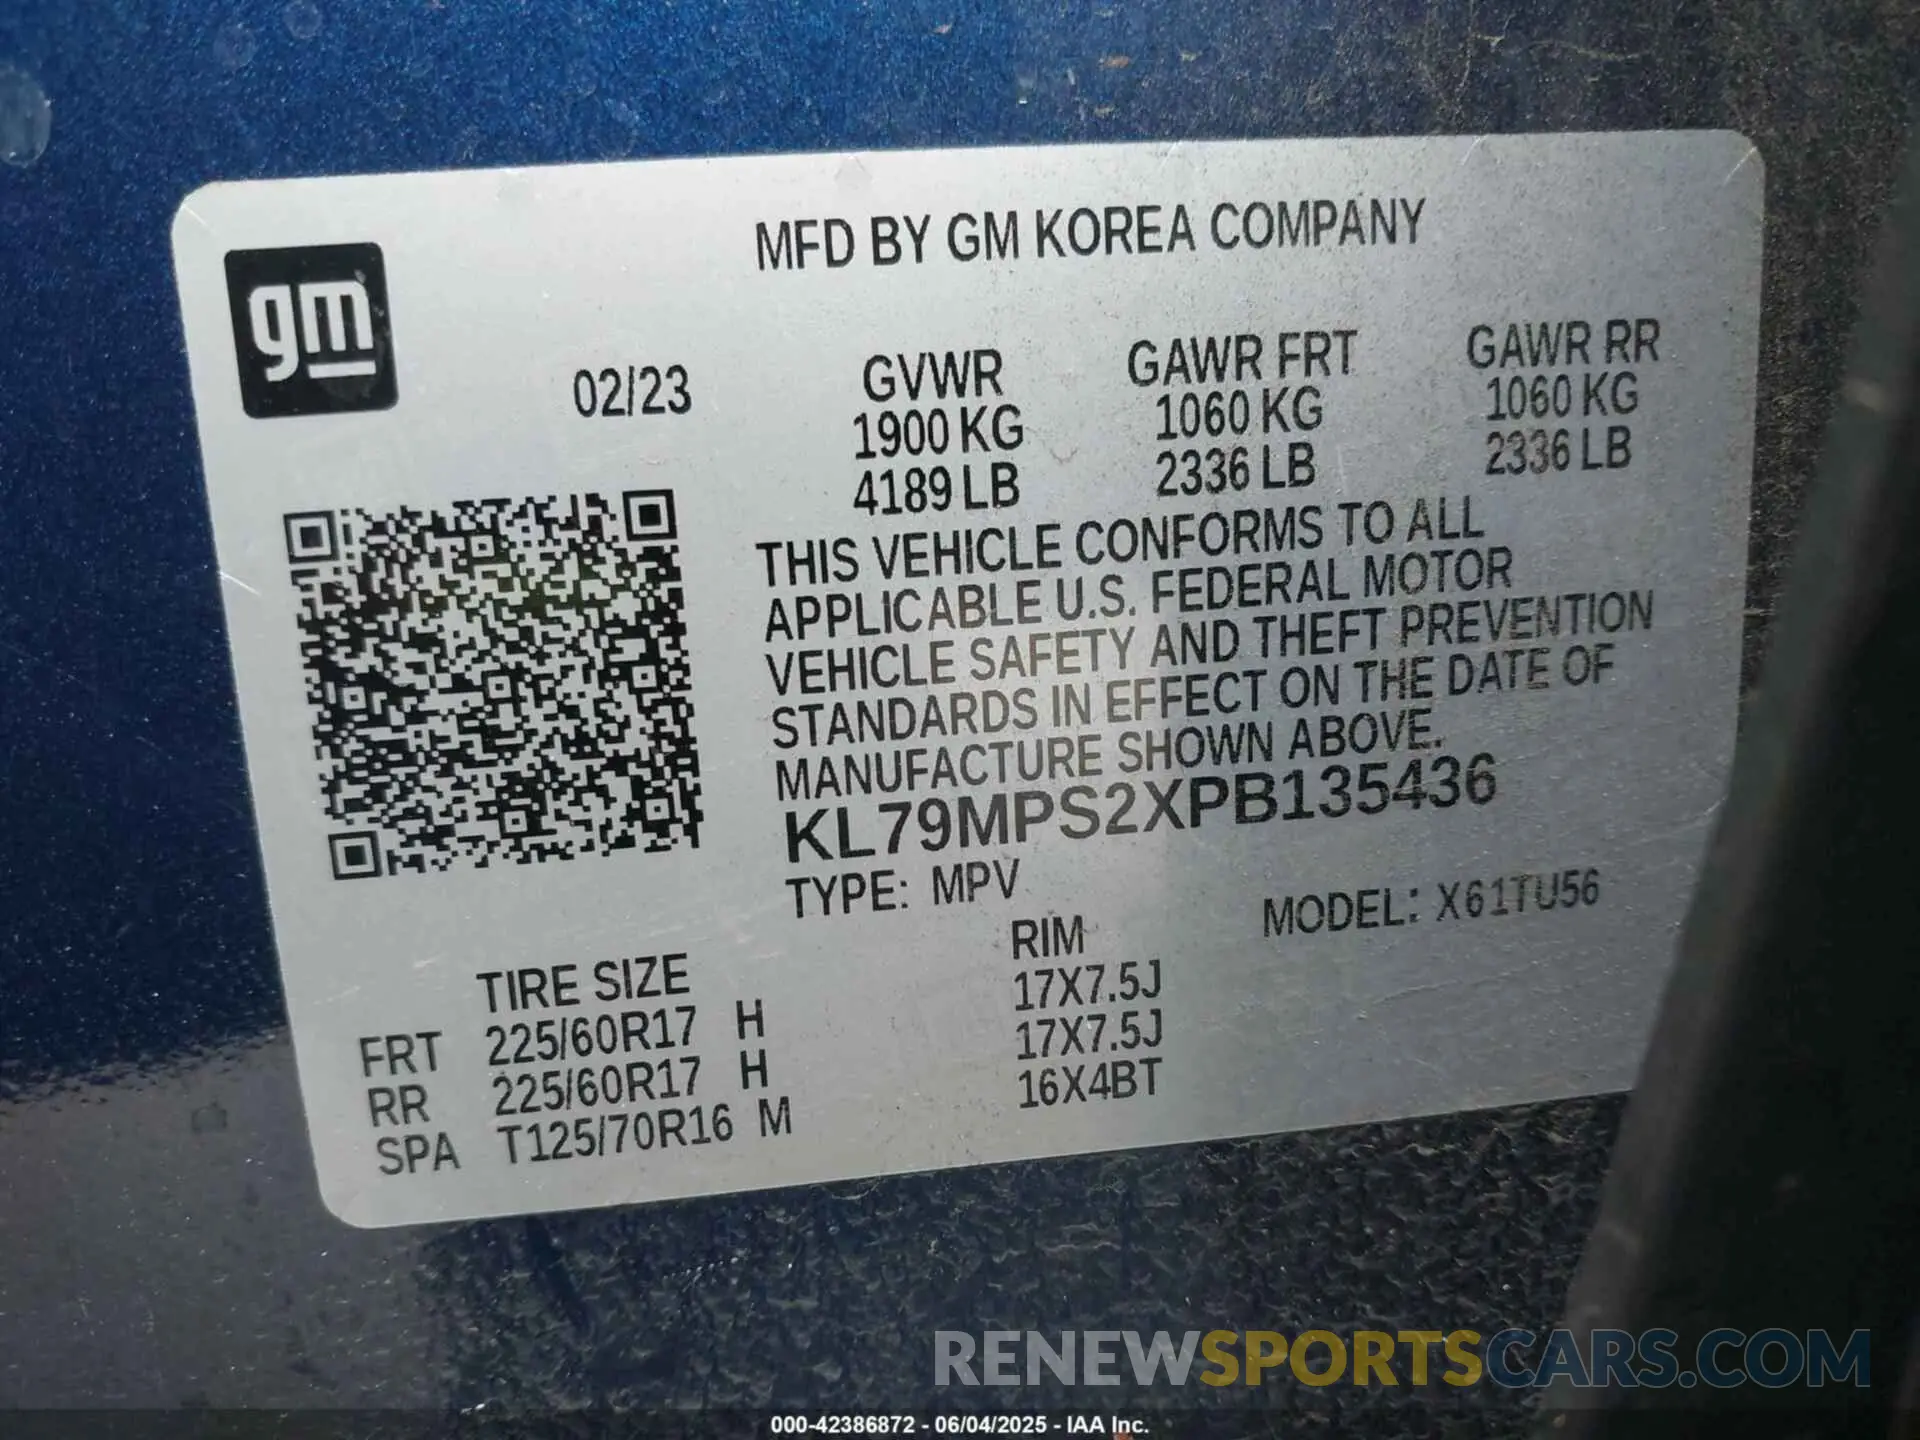 MFD BY GM KOREA COMPANY
gm
02/23 GVWR GAWR FRT GAWR RR
1900 KG 1060 KG 1060 KG
4189 LB 2336 LB 2336 LB
THIS VEHICLE CONFORMS TO ALL
APPLICABLE U.S. FEDERAL MOTOR
VEHICLE SAFETY AND THEFT PREVENTION
STANDARDS IN EFFECT ON THE DATE OF
MANUFACTURE SHOWN ABOVE.
KL79MPS2XPB135436
TYPE: MPV MODEL: X61TU56
TIRE SIZE RIM
FRT 225/60R17 H 17X7.5J
RR 225/60R17 H 17X7.5J
SPA T125/70R16 M 16X4BT
RENEWSPORTSCARS.COM
000-42386872 - 06/04/2025 - IAA Inc.